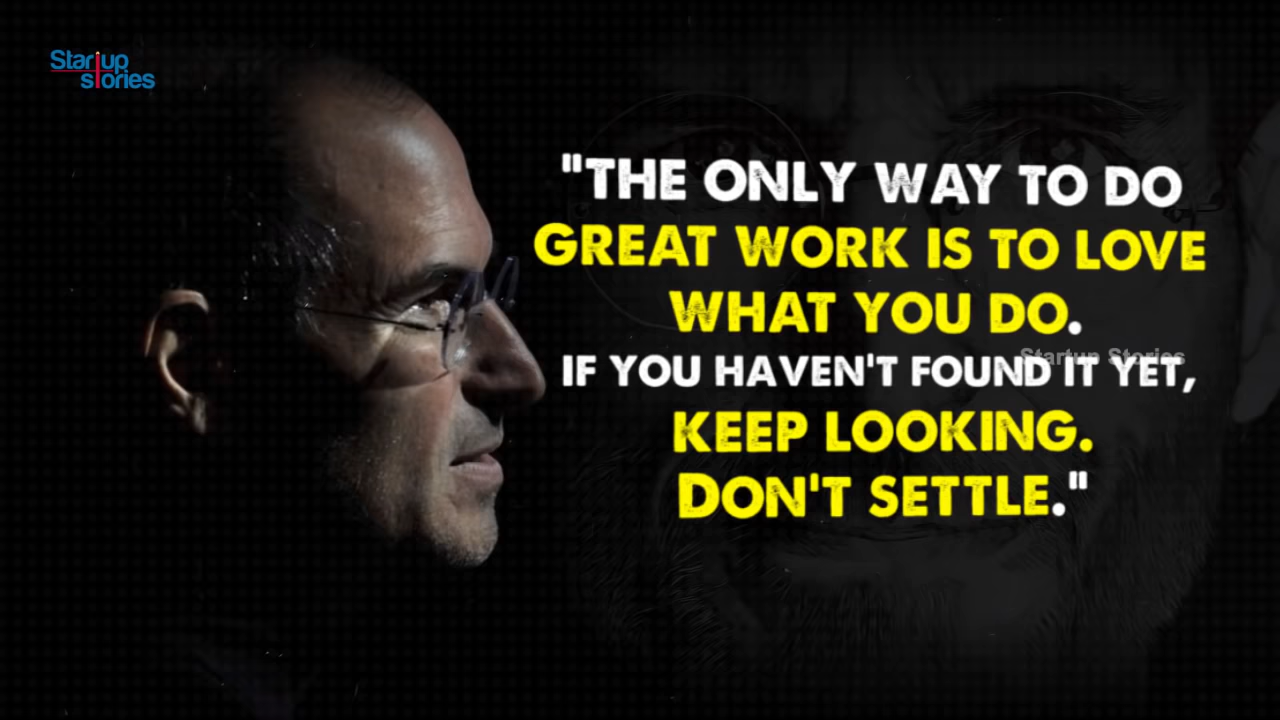 Startup
stories
"THE ONLY WAY TO DO
GREAT WORK IS TO LOVE
WHAT YOU DO.
Startup Stories
IF YOU HAVEN'T FOUND IT YET,
KEEP LOOKING.
DON'T SETTLE."